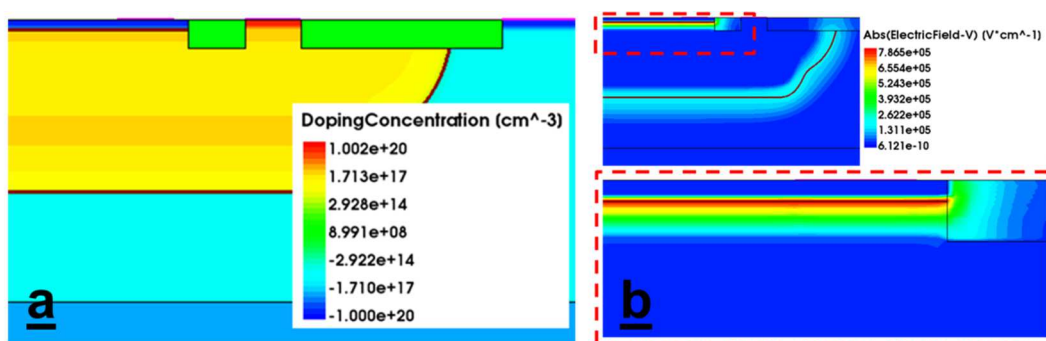 DopingConcentration (cm^-3)
1.002e+20
1.713e+17
2.928e+14
8.991e+08
-2.922e+14
-1.710e+17
-1.000e+20
a
Abs(ElectricField-V) (V*cm^-1)
7.865e+05
6.554e+05
5.243e+05
3.932e+05
2.622e+05
1.311e+05
6.121e-10
b